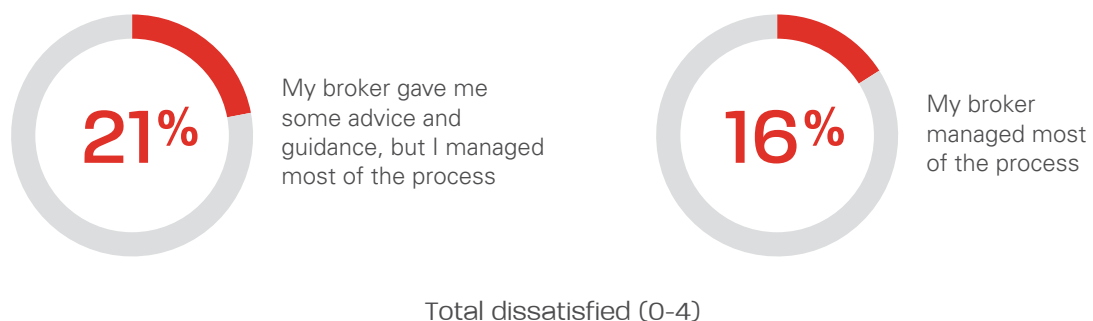 21%
My broker gave me
some advice and
guidance, but I managed
most of the process
16%
My broker
managed most
of the process
Total dissatisfied (0-4)